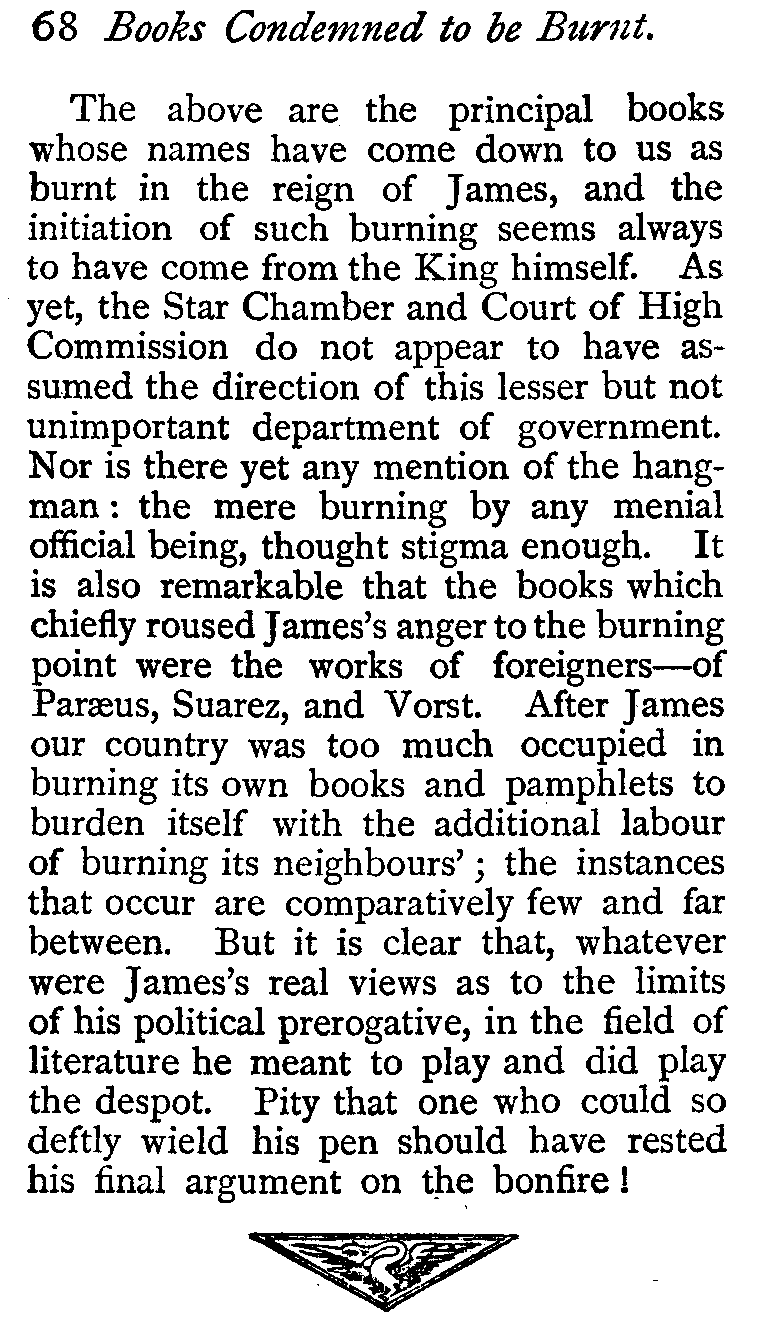 68 Books Condemned to be Burnt.
The above are the principal books
whose names have come down to us as
burnt in the reign of James, and the
initiation of such burning seems always
to have come from the King himself. As
yet, the Star Chamber and Court of High
Commission do not appear to have as-
sumed the direction of this lesser but not
unimportant department of government.
Nor is there yet any mention of the hang-
man : the mere burning by any menial
official being, thought stigma enough. It
is also remarkable that the books which
chiefly roused James's anger to the burning
point were the works of foreigners—of
Paræus, Suarez, and Vorst. After James
our country was too much occupied in
burning its own books and pamphlets to
burden itself with the additional labour
of burning its neighbours' ; the instances
that occur are comparatively few and far
between. But it is clear that, whatever
were James's real views as to the limits
of his political prerogative, in the field of
literature he meant to play and did play
the despot. Pity that one who could so
deftly wield his pen should have rested
his final argument on the bonfire !